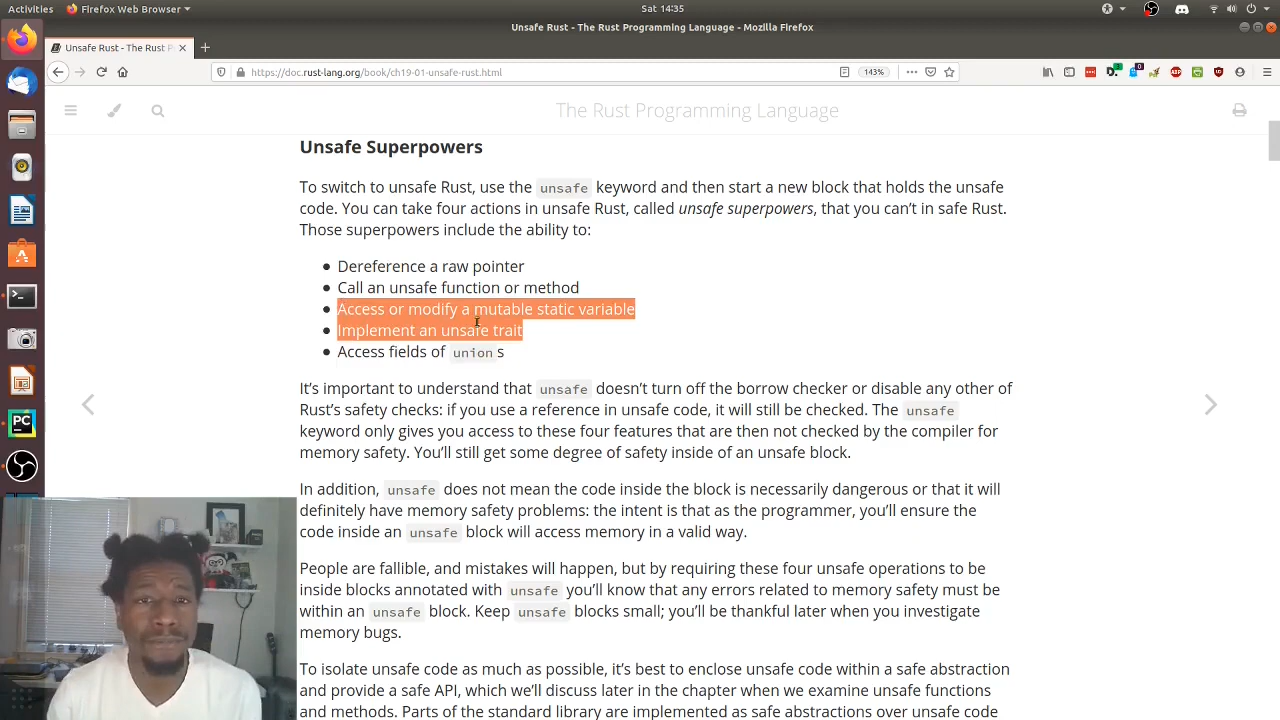 Activities Firefox Web Browser Sat 14:35
Unsafe Rust - The Rust Programming Language - Mozilla Firefox
Unsafe Rust - The Rust P
https://doc.rust-lang.org/book/ch19-01-unsafe-rust.html 143%
The Rust Programming Language
Unsafe Superpowers
To switch to unsafe Rust, use the unsafe keyword and then start a new block that holds the unsafe
code. You can take four actions in unsafe Rust, called unsafe superpowers, that you can’t in safe Rust.
Those superpowers include the ability to:
• Dereference a raw pointer
• Call an unsafe function or method
• Access or modify a mutable static variable
• Implement an unsafe trait
• Access fields of union s
It’s important to understand that unsafe doesn’t turn off the borrow checker or disable any other of
Rust’s safety checks: if you use a reference in unsafe code, it will still be checked. The unsafe
keyword only gives you access to these four features that are then not checked by the compiler for
memory safety. You’ll still get some degree of safety inside of an unsafe block.
In addition, unsafe does not mean the code inside the block is necessarily dangerous or that it will
definitely have memory safety problems: the intent is that as the programmer, you’ll ensure the
code inside an unsafe block will access memory in a valid way.
People are fallible, and mistakes will happen, but by requiring these four unsafe operations to be
inside blocks annotated with unsafe you’ll know that any errors related to memory safety must be
within an unsafe block. Keep unsafe blocks small; you’ll be thankful later when you investigate
memory bugs.
To isolate unsafe code as much as possible, it’s best to enclose unsafe code within a safe abstraction
and provide a safe API, which we’ll discuss later in the chapter when we examine unsafe functions
and methods. Parts of the standard library are implemented as safe abstractions over unsafe code
PC